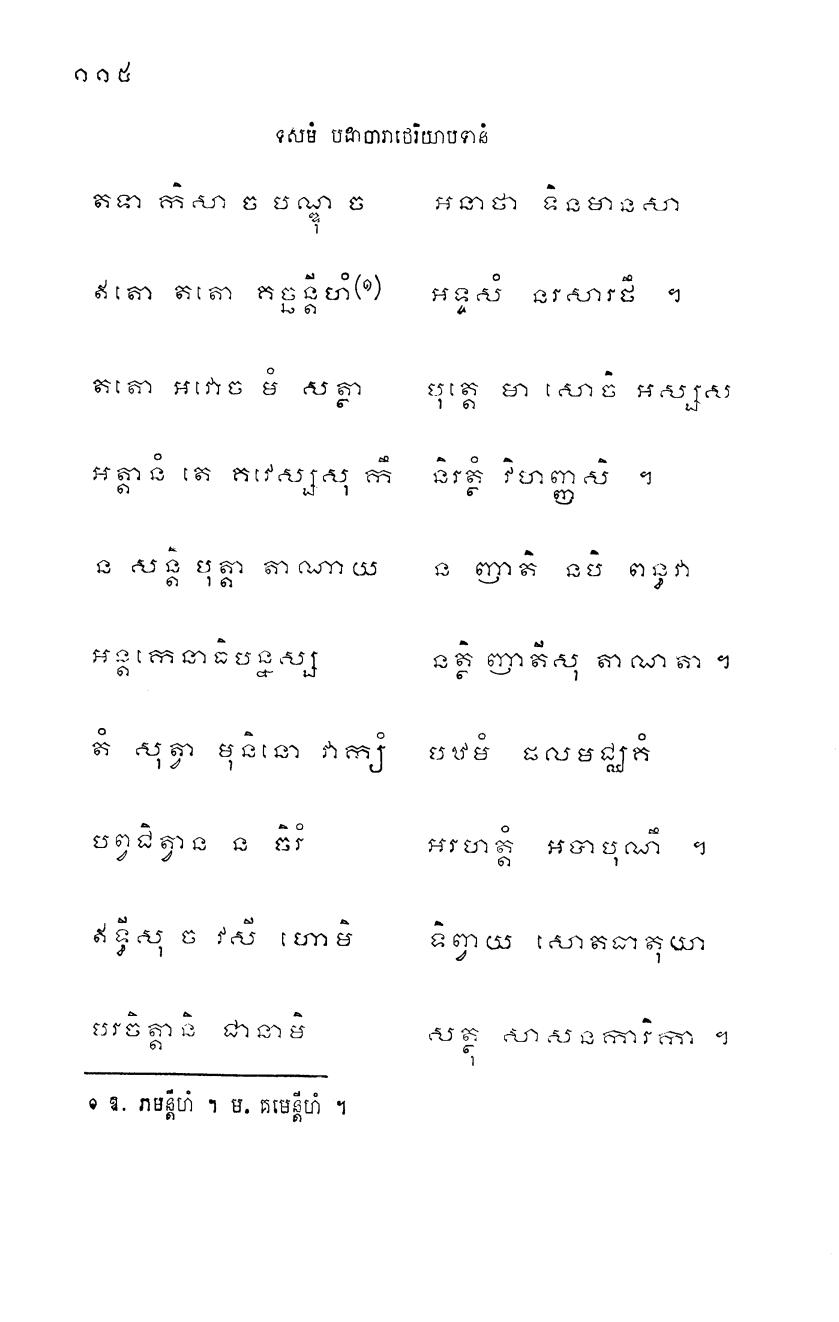 ១១៥
ទសមំ បដាចារាថេរិយាបទានំ
តទា កិសា ច បណ្ឌុ ច អនាថា ទិនមានសា
ឥតោ តតោ គច្ឆន្តីហំ(១) អទ្ទសំ នរសារថឹ ។
តតោ អវោច មំ សត្ថា បុត្តេ មា សោចិ អស្សស
អត្តានំ តេ គវេស្សសុ កឹ និរត្ថំ វិហញ្ញសិ ។
ន សន្តិ បុត្តា តាណាយ ន ញាតិ នបិ ពន្ធវា
អន្តកេនាធិបន្នស្ស នត្ថិ ញាតីសុ តាណតា ។
តំ សុត្វា មុនិនោ វាក្យំ បឋមំ ផលមជ្ឈគំ
បព្វជិត្វាន ន ចិរំ អរហត្តំ អបាបុណឹ ។
ឥទ្ធីសុ ច វសី ហោមិ ទិព្វាយ សោតធាតុយា
បរចិត្តានិ ជានាមិ សត្ថុ សាសនការិកា ។
១ ឱ. ភមន្តីហំ ។ ម. គមេន្តីហំ ។